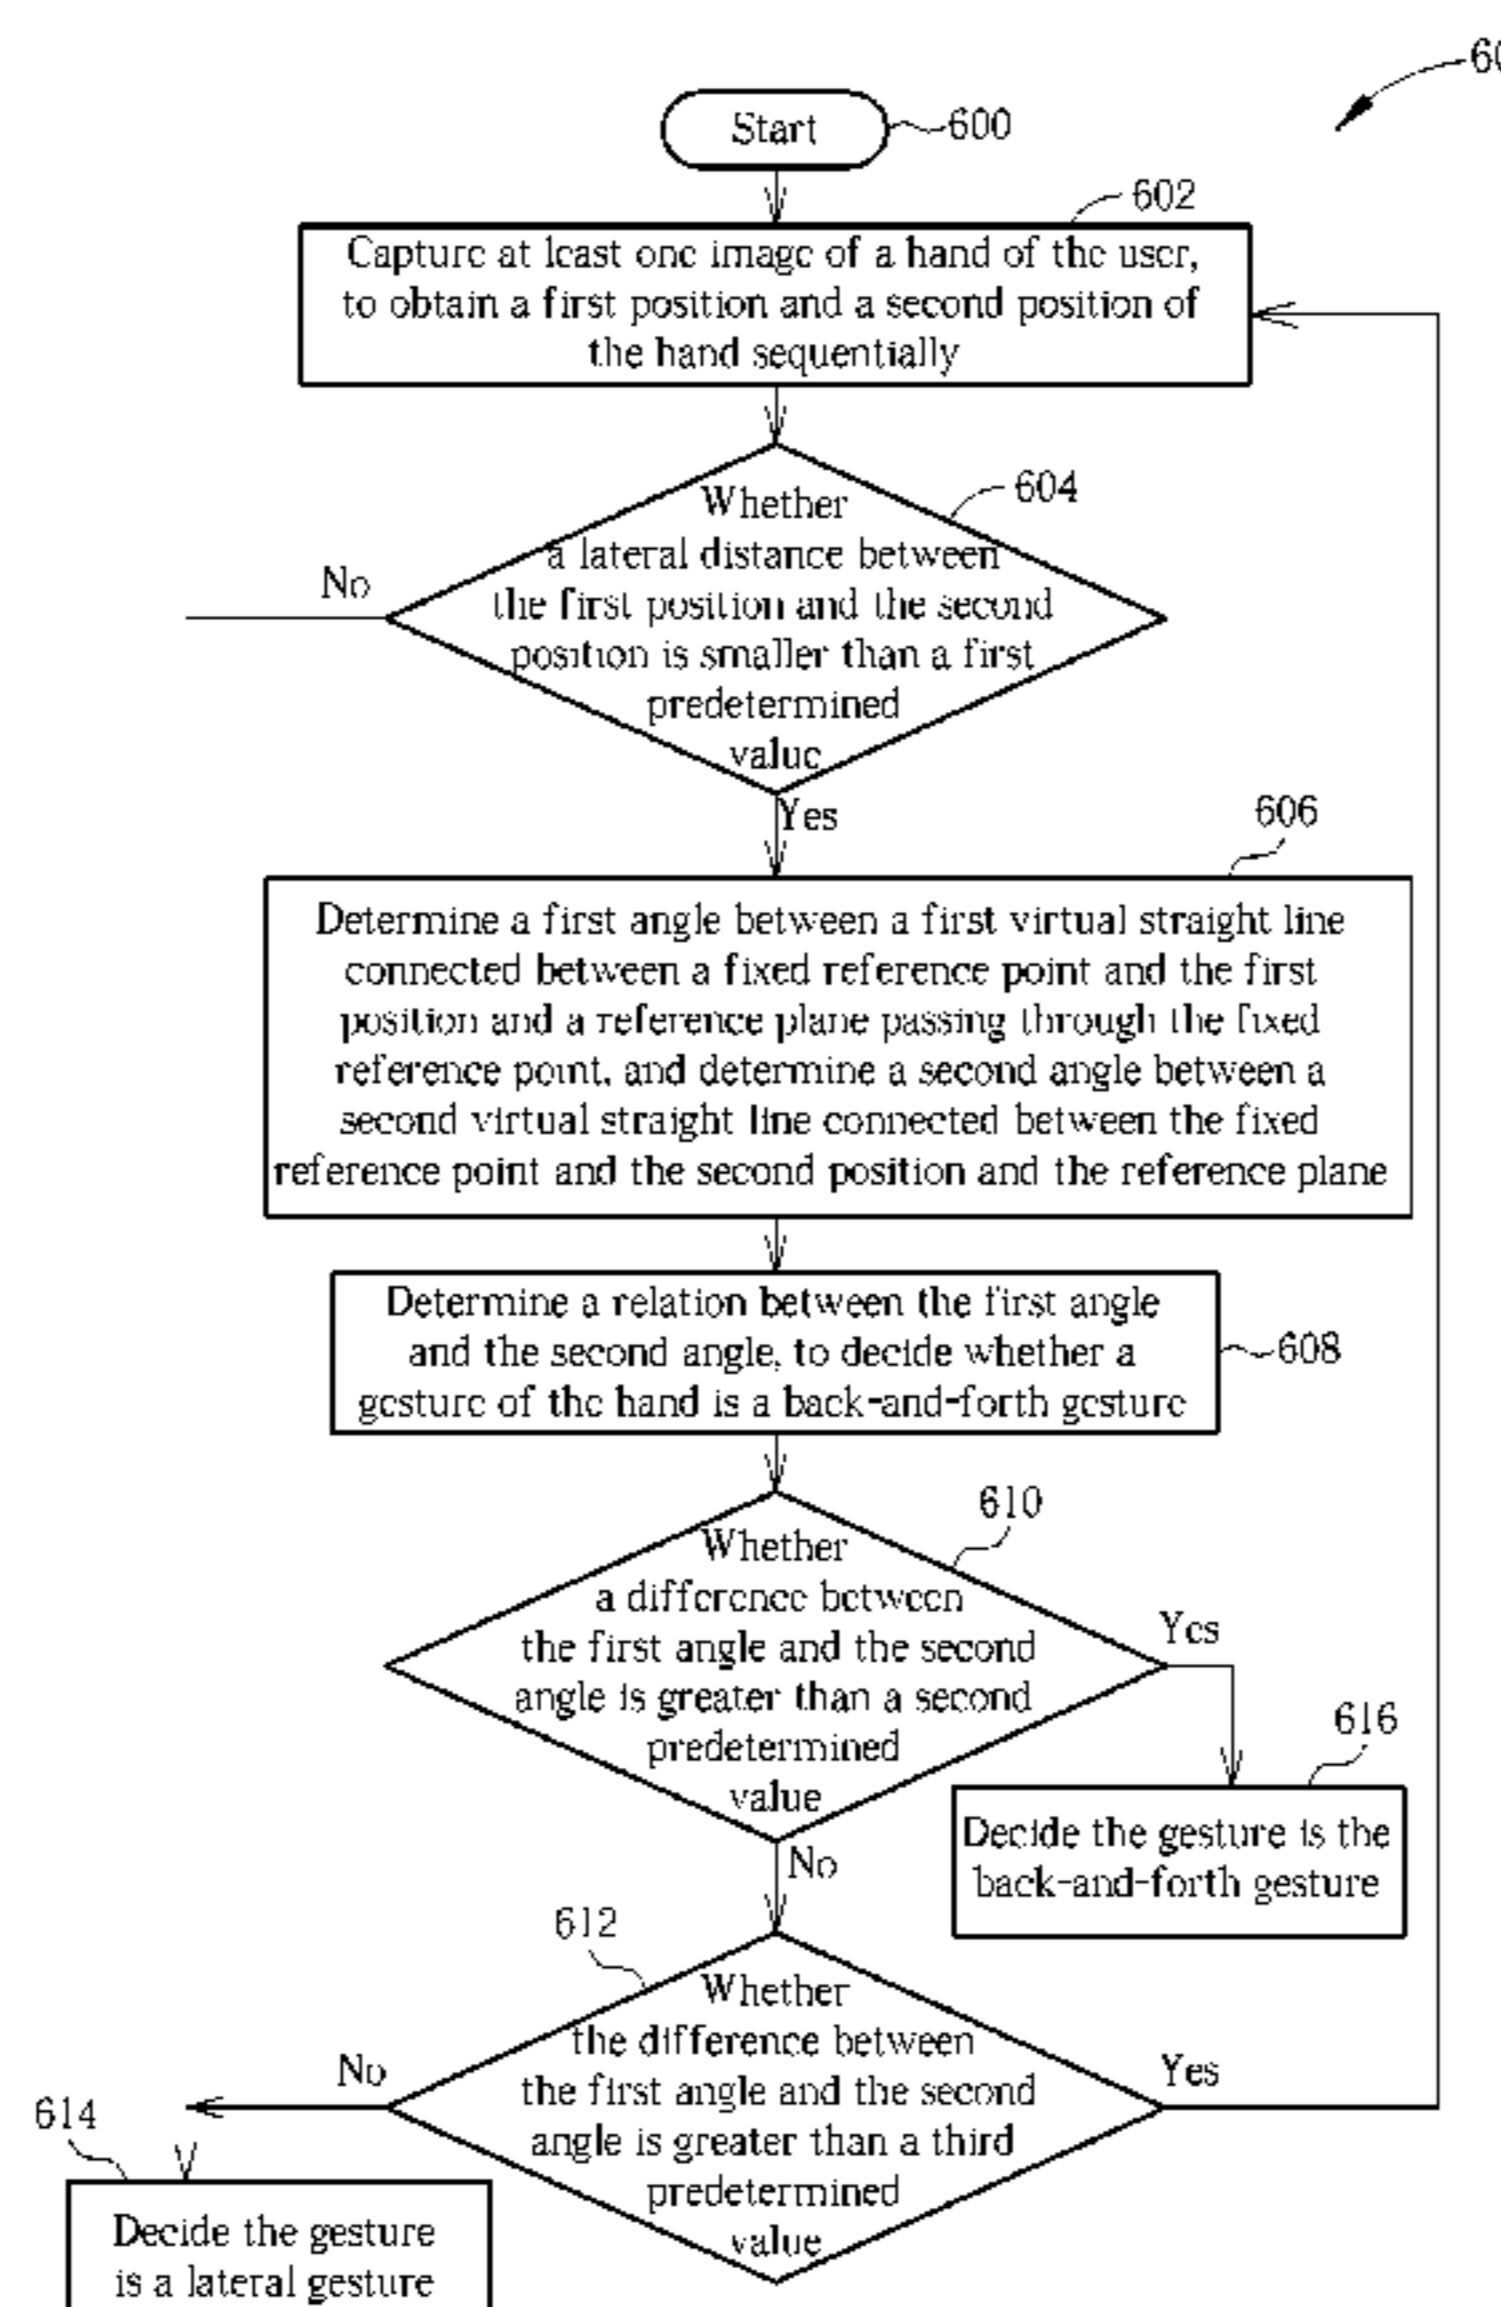 60
Start
600
602
Capture at least one image of a hand of the user,
to obtain a first position and a second position of
the hand sequentially
604
Whether
a lateral distance between
the first position and the second
position is smaller than a first
predetermined
value
No
Yes
606
Determine a first angle between a first virtual straight line
connected between a fixed reference point and the first
position and a reference plane passing through the fixed
reference point, and determine a second angle between a
second virtual straight line connected between the fixed
reference point and the second position and the reference plane
Determine a relation between the first angle
and the second angle, to decide whether a
gesture of the hand is a back-and-forth gesture
608
610
Whether
a difference between
the first angle and the second
angle is greater than a second
predetermined
value
Yes
No
616
Decide the gesture is the
back-and-forth gesture
612
Whether
the difference between
the first angle and the second
angle is greater than a third
predetermined
value
No
Yes
614
Decide the gesture
is a lateral gesture